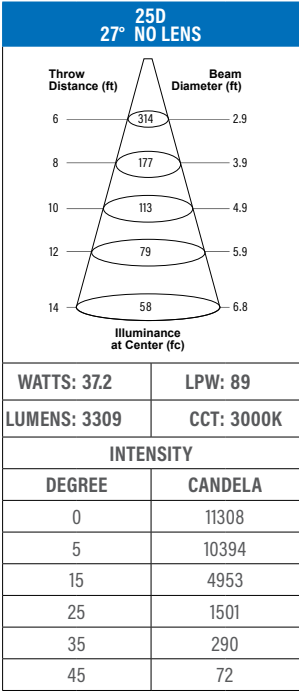 25D
27° NO LENS
Throw Distance (ft)
Beam Diameter (ft)
6 314 2.9
8 177 3.9
10 113 4.9
12 79 5.9
14 58 6.8
Illuminance
at Center (fc)
WATTS: 37.2 LPW: 89
LUMENS: 3309 CCT: 3000K
INTENSITY
DEGREE CANDELA
0 11308
5 10394
15 4953
25 1501
35 290
45 72